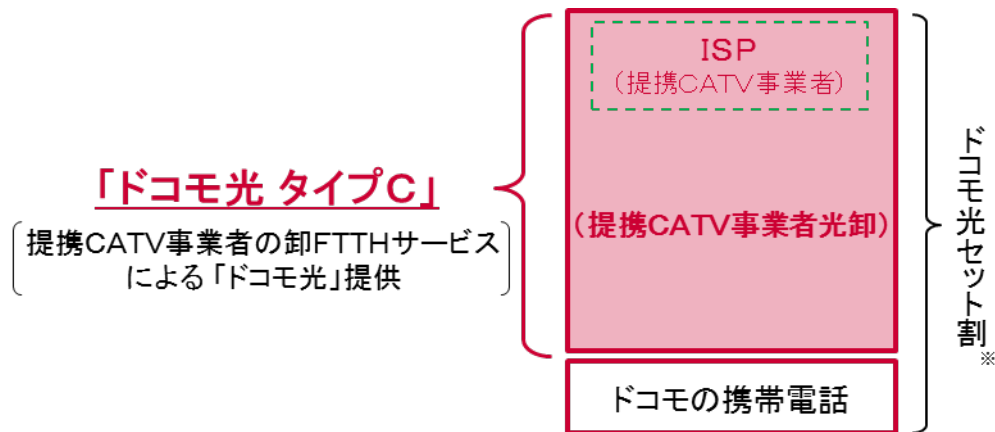 ISP
(提携CATV事業者)
「ドコモ光 タイプC」
提携CATV事業者の卸FTTHサービス
による「ドコモ光」提供
(提携CATV事業者光卸)
ドコモの携帯電話
ドコモ光セット割※